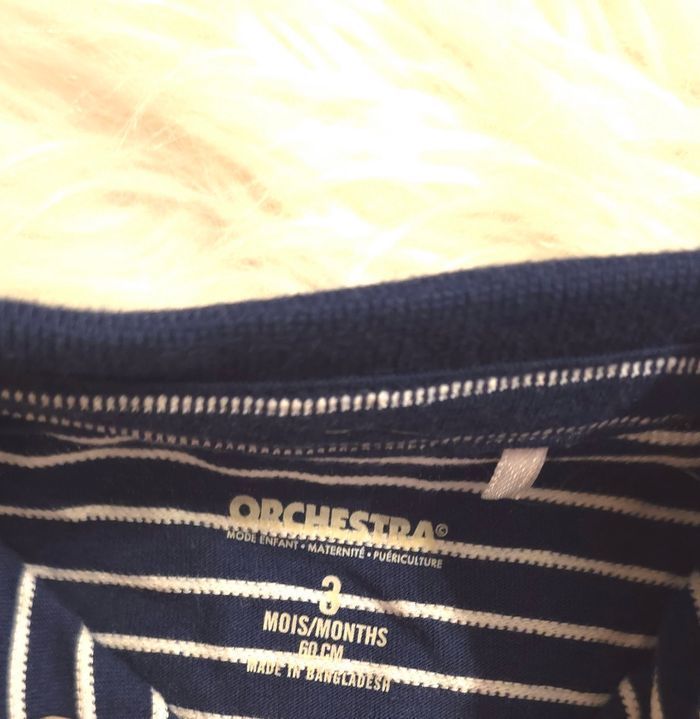 ORCHESTRA©
MODE ENFANT • MATERNITÉ • PUÉRICULTURE
3
MOIS/MONTHS
60 CM
MADE IN BANGLADESH